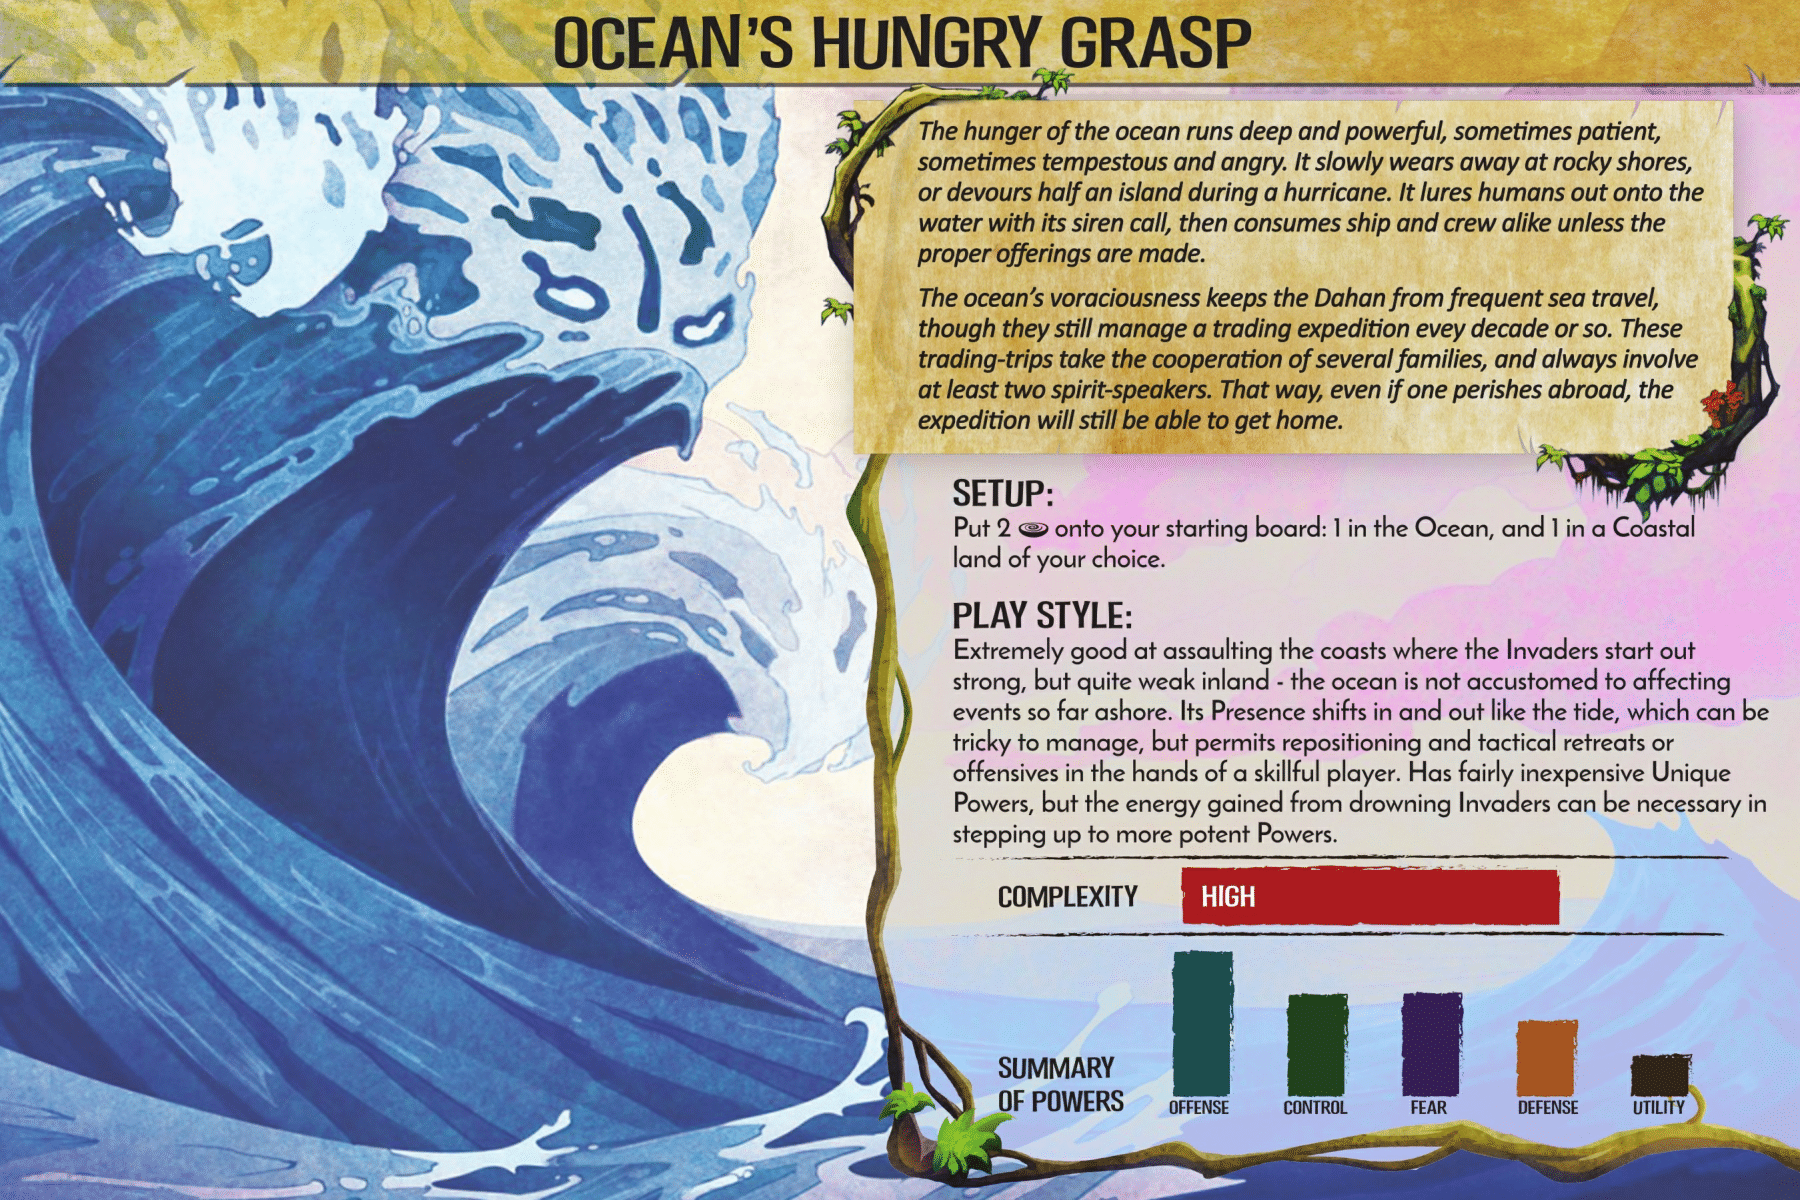 OCEAN'S HUNGRY GRASP
The hunger of the ocean runs deep and powerful, sometimes patient,
sometimes tempestous and angry. It slowly wears away at rocky shores,
or devours half an island during a hurricane. It lures humans out onto the
water with its siren call, then consumes ship and crew alike unless the
proper offerings are made.
The ocean's voraciousness keeps the Dahan from frequent sea travel,
though they still manage a trading expedition evey decade or so. These
trading-trips take the cooperation of several families, and always involve
at least two spirit-speakers. That way, even if one perishes abroad, the
expedition will still be able to get home.
SETUP:
Put 2 onto your starting board: 1 in the Ocean, and 1 in a Coastal
land of your choice.
PLAY STYLE:
Extremely good at assaulting the coasts where the Invaders start out
strong, but quite weak inland - the ocean is not accustomed to affecting
events so far ashore. Its Presence shifts in and out like the tide, which can be
tricky to manage, but permits repositioning and tactical retreats or
offensives in the hands of a skillful player. Has fairly inexpensive Unique
Powers, but the energy gained from drowning Invaders can be necessary in
stepping up to more potent Powers.
COMPLEXITY HIGH
SUMMARY
OF POWERS
OFFENSE CONTROL FEAR DEFENSE UTILITY